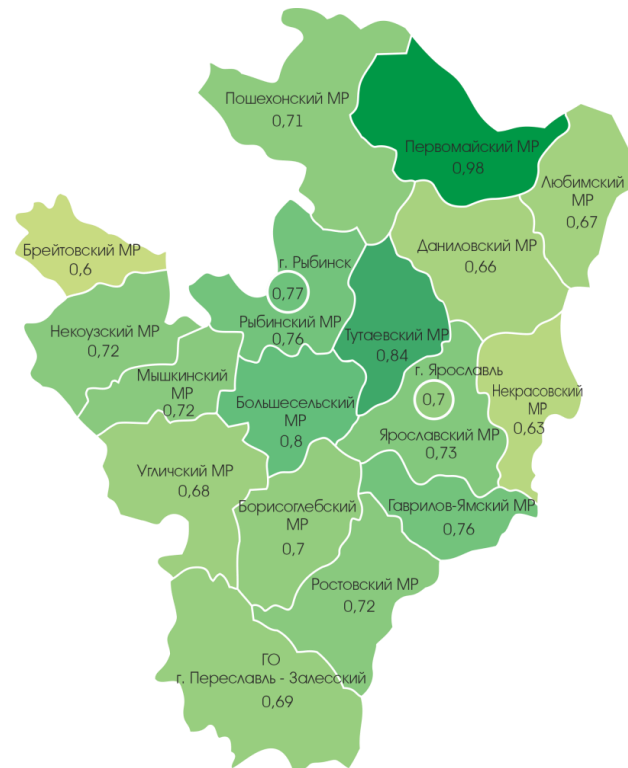 Пошехонский МР
0,71
Первомайский МР
0,98
Любимский
МР
0,67
Брейтовский МР
0,6
г. Рыбинск
0,77
Рыбинский МР
0,76
Даниловский МР
0,66
Некоузский МР
0,72
Тутаевский МР
0,84
Мышкинский
МР
0,72
г. Ярославль
0,7
Ярославский МР
0,73
Некрасовский
МР
0,63
Большесельский
МР
0,8
Угличский МР
0,68
Борисоглебский
МР
0,7
Гаврилов-Ямский МР
0,76
Ростовский МР
0,72
ГО
г. Переславль - Залесский
0,69